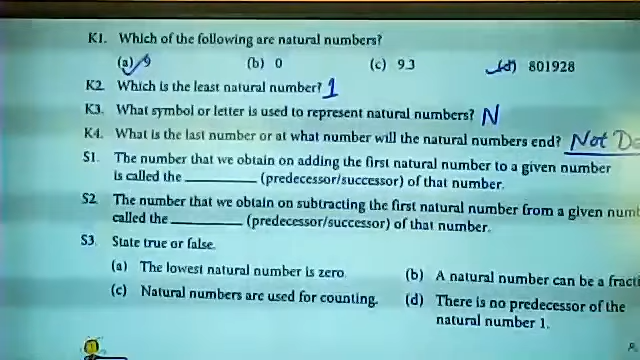 K1. Which of the following are natural numbers?
(a) 9 (b) 0 (c) 9.3 (d) 801928
K2. Which is the least natural number? 1
K3. What symbol or letter is used to represent natural numbers? N
K4. What is the last number or at what number will the natural numbers end? Not
S1. The number that we obtain on adding the first natural number to a given number
is called the ________ (predecessor/successor) of that number.
S2. The number that we obtain on subtracting the first natural number from a given
called the ________ (predecessor/successor) of that number.
S3. State true or false.
(a) The lowest natural number is zero. (b) A natural number can be a
(c) Natural numbers are used for counting. (d) There is no predecessor of the
natural number 1.